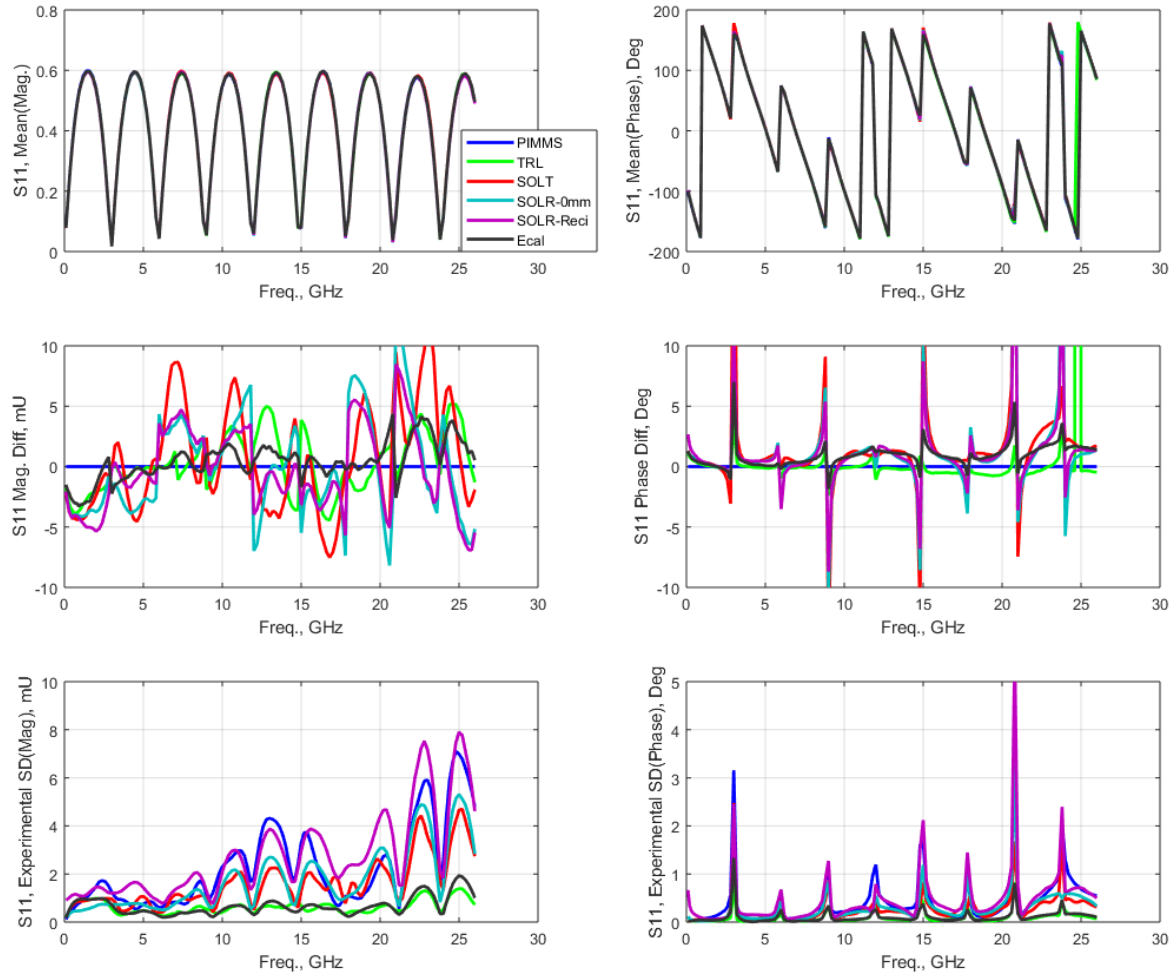 S11, Mean(Mag.)
0.8
0.6
0.4
0.2
0
0 5 10 15 20 25 30
Freq., GHz
PIMMS
TRL
SOLT
SOLR-0mm
SOLR-Reci
Ecal
S11, Mean(Phase), Deg
200
100
0
-100
-200
0 5 10 15 20 25 30
Freq., GHz
S11 Mag. Diff, mU
10
5
0
-5
-10
0 5 10 15 20 25 30
Freq., GHz
S11 Phase Diff, Deg
10
5
0
-5
-10
0 5 10 15 20 25 30
Freq., GHz
S11, Experimental SD(Mag), mU
10
8
6
4
2
0
0 5 10 15 20 25 30
Freq., GHz
S11, Experimental SD(Phase), Deg
5
4
3
2
1
0
0 5 10 15 20 25 30
Freq., GHz